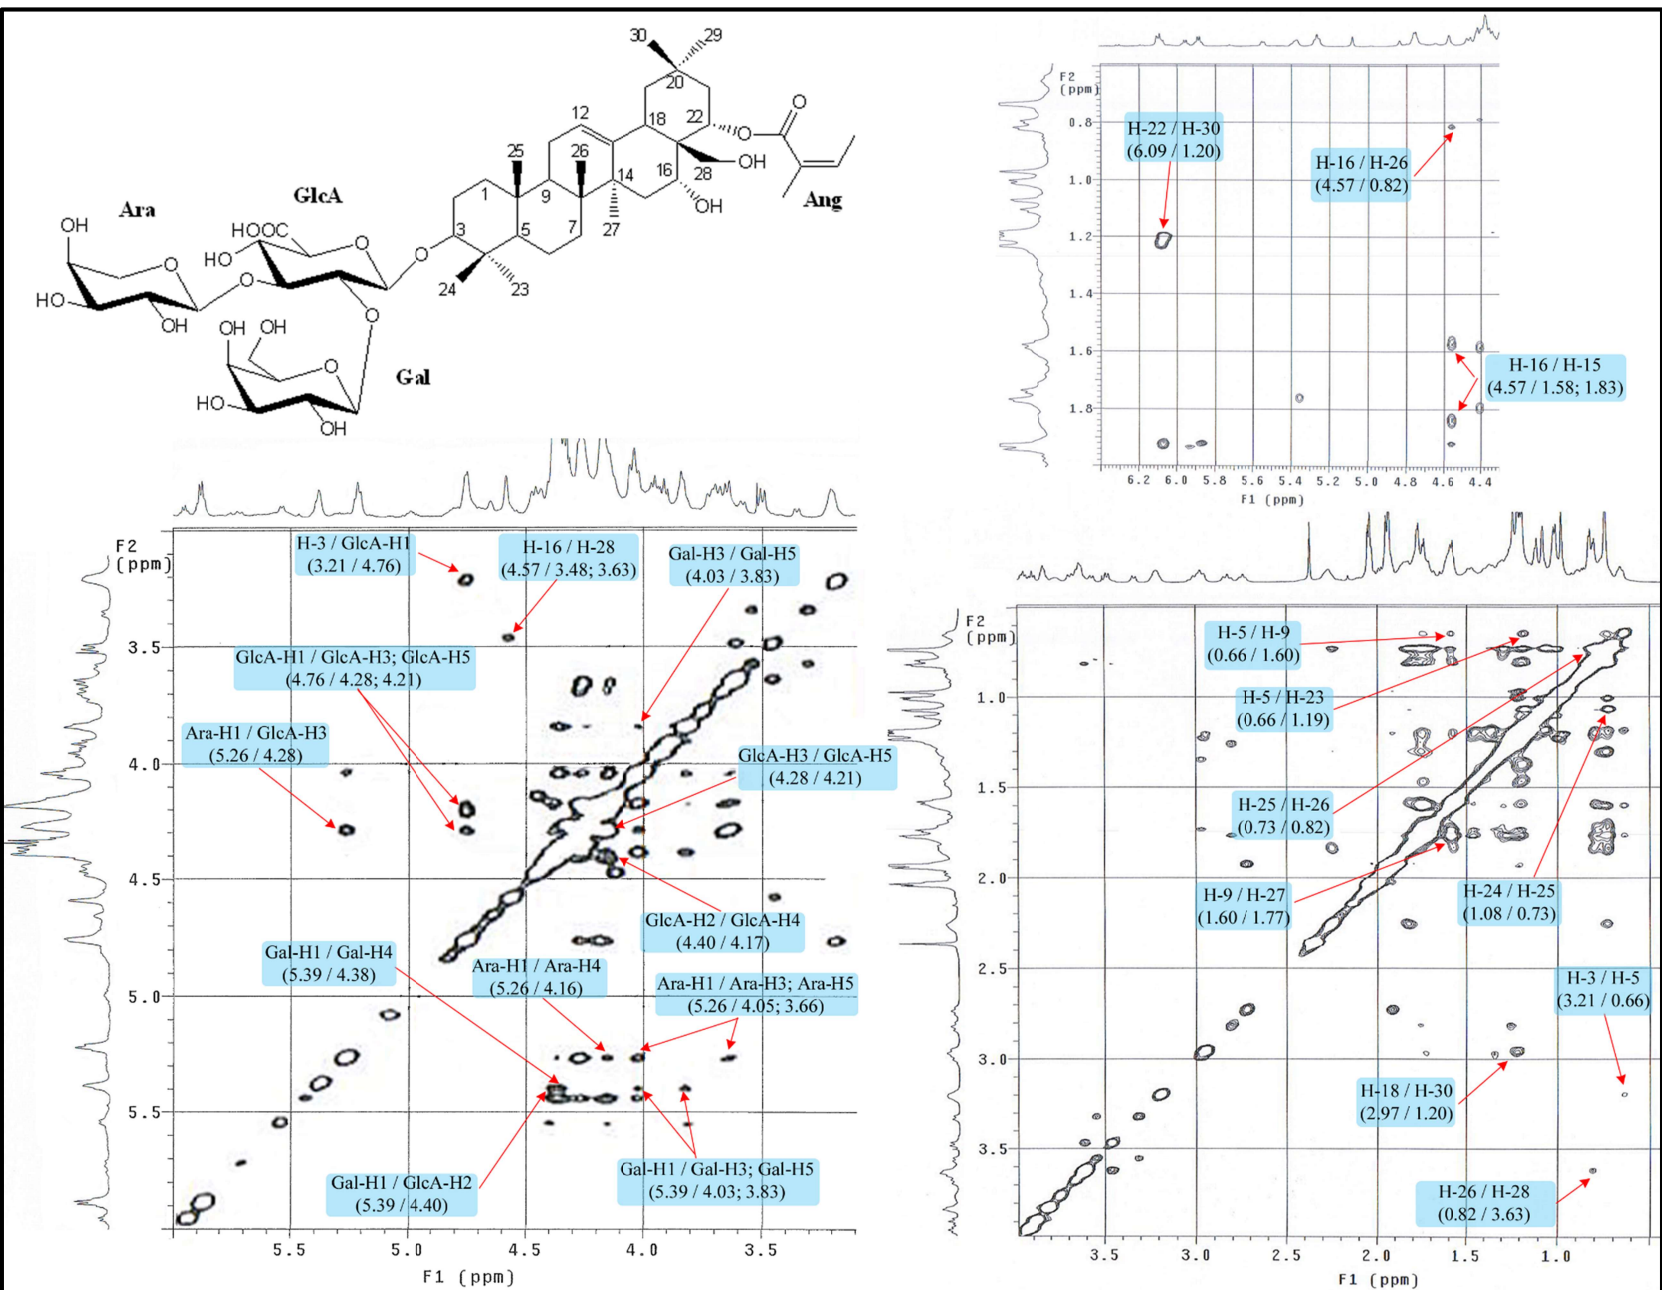 30
29
20
12
O
18
22
O
25
26
OH
28
1
9
14
16
OH
Ang
GlcA
Ara
OH
HOOC
O
HO
3
5
7
27
O
O
HO
O
24
23
OH
OH OH
O
O
Gal
HO
OH
F2
(ppm)
0.8
1.0
1.2
1.4
1.6
1.8
H-22 / H-30
(6.09 / 1.20)
H-16 / H-26
(4.57 / 0.82)
H-16 / H-15
(4.57 / 1.58; 1.83)
6.2 6.0 5.8 5.6 5.4 5.2 5.0 4.8 4.6 4.4
F1 (ppm)
F2
(ppm)
3.5
4.0
4.5
5.0
5.5
H-3 / GlcA-H1
(3.21 / 4.76)
H-16 / H-28
(4.57 / 3.48; 3.63)
Gal-H3 / Gal-H5
(4.03 / 3.83)
GlcA-H1 / GlcA-H3; GlcA-H5
(4.76 / 4.28; 4.21)
Ara-H1 / GlcA-H3
(5.26 / 4.28)
GlcA-H3 / GlcA-H5
(4.28 / 4.21)
GlcA-H2 / GlcA-H4
(4.40 / 4.17)
Gal-H1 / Gal-H4
(5.39 / 4.38)
Ara-H1 / Ara-H4
(5.26 / 4.16)
Ara-H1 / Ara-H3; Ara-H5
(5.26 / 4.05; 3.66)
Gal-H1 / GlcA-H2
(5.39 / 4.40)
Gal-H1 / Gal-H3; Gal-H5
(5.39 / 4.03; 3.83)
5.5 5.0 4.5 4.0 3.5
F1 (ppm)
F2
(ppm)
1.0
1.5
2.0
2.5
3.0
3.5
H-5 / H-9
(0.66 / 1.60)
H-5 / H-23
(0.66 / 1.19)
H-25 / H-26
(0.73 / 0.82)
H-9 / H-27
(1.60 / 1.77)
H-24 / H-25
(1.08 / 0.73)
H-3 / H-5
(3.21 / 0.66)
H-18 / H-30
(2.97 / 1.20)
H-26 / H-28
(0.82 / 3.63)
3.5 3.0 2.5 2.0 1.5 1.0
F1 (ppm)